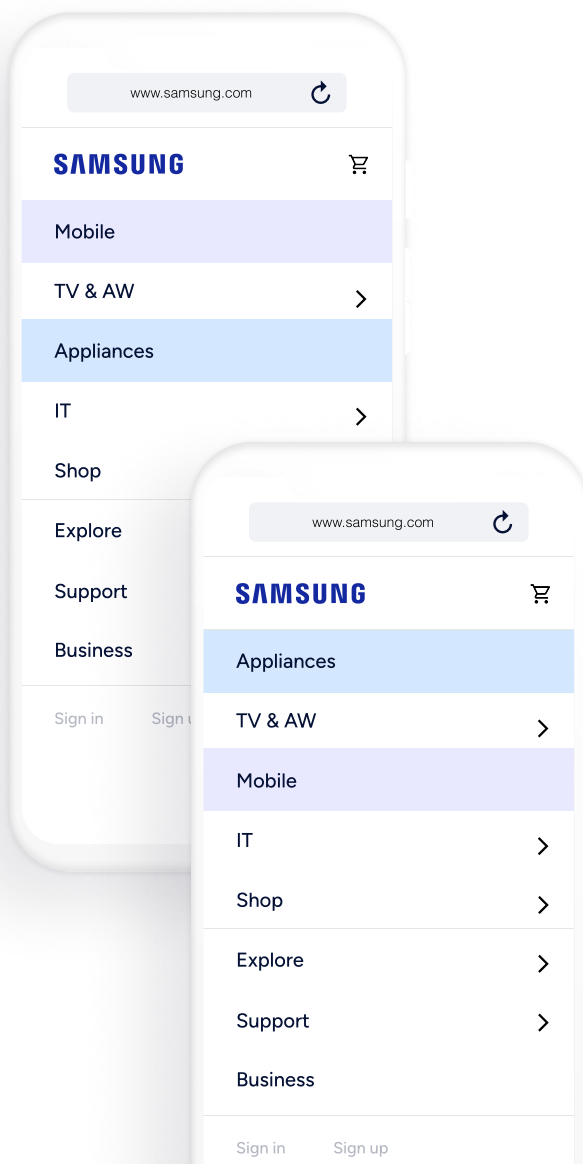 www.samsung.com
SAMSUNG
Mobile
TV & AW
Appliances
IT
Shop
Explore
Support
Business
Sign in Sign
www.samsung.com
SAMSUNG
Appliances
TV & AW
Mobile
IT
Shop
Explore
Support
Business
Sign in Sign up